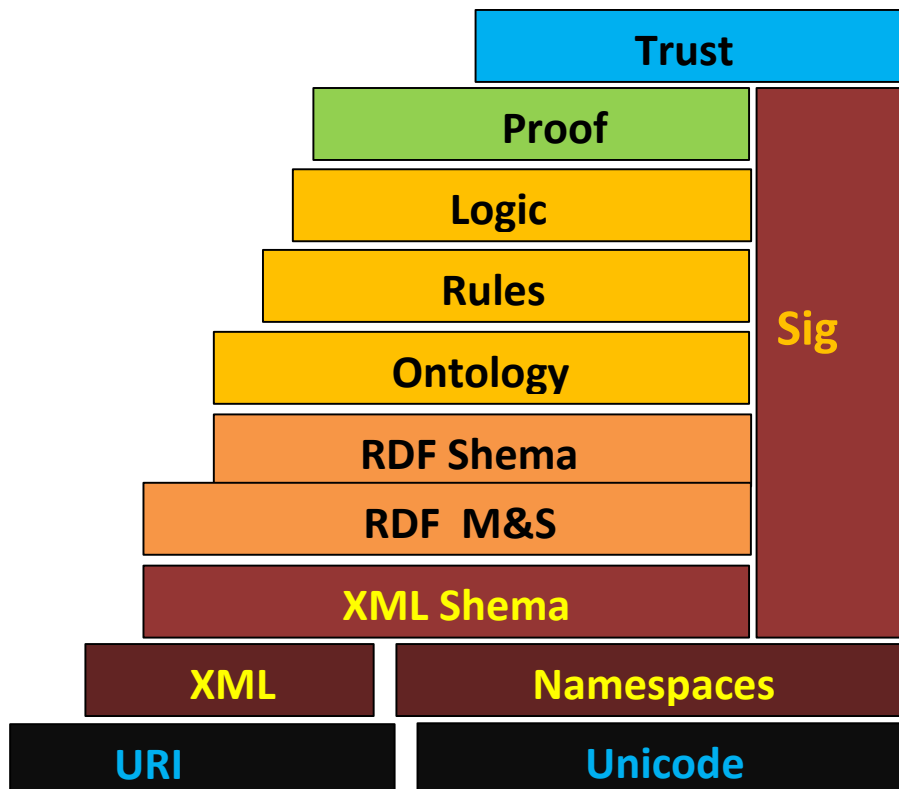 Trust
Proof
Logic
Rules
Sig
Ontology
RDF Shema
RDF M&S
XML Shema
XML
Namespaces
URI
Unicode